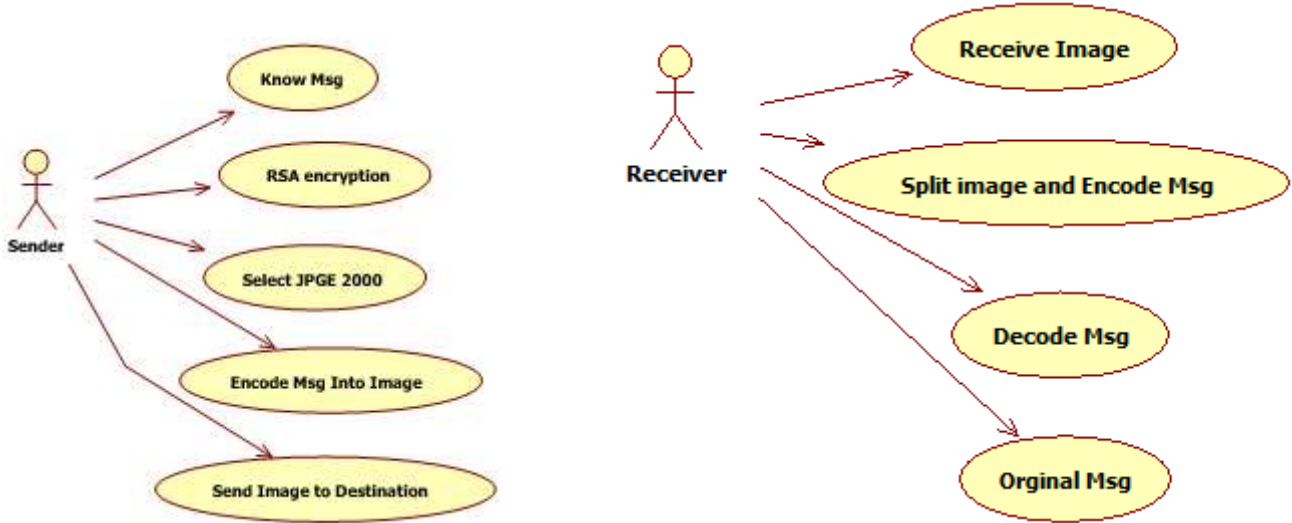 Know Msg
RSA encryption
Sender
Select JPGE 2000
Encode Msg Into Image
Send Image to Destination
Receive Image
Receiver
Split image and Encode Msg
Decode Msg
Orginal Msg